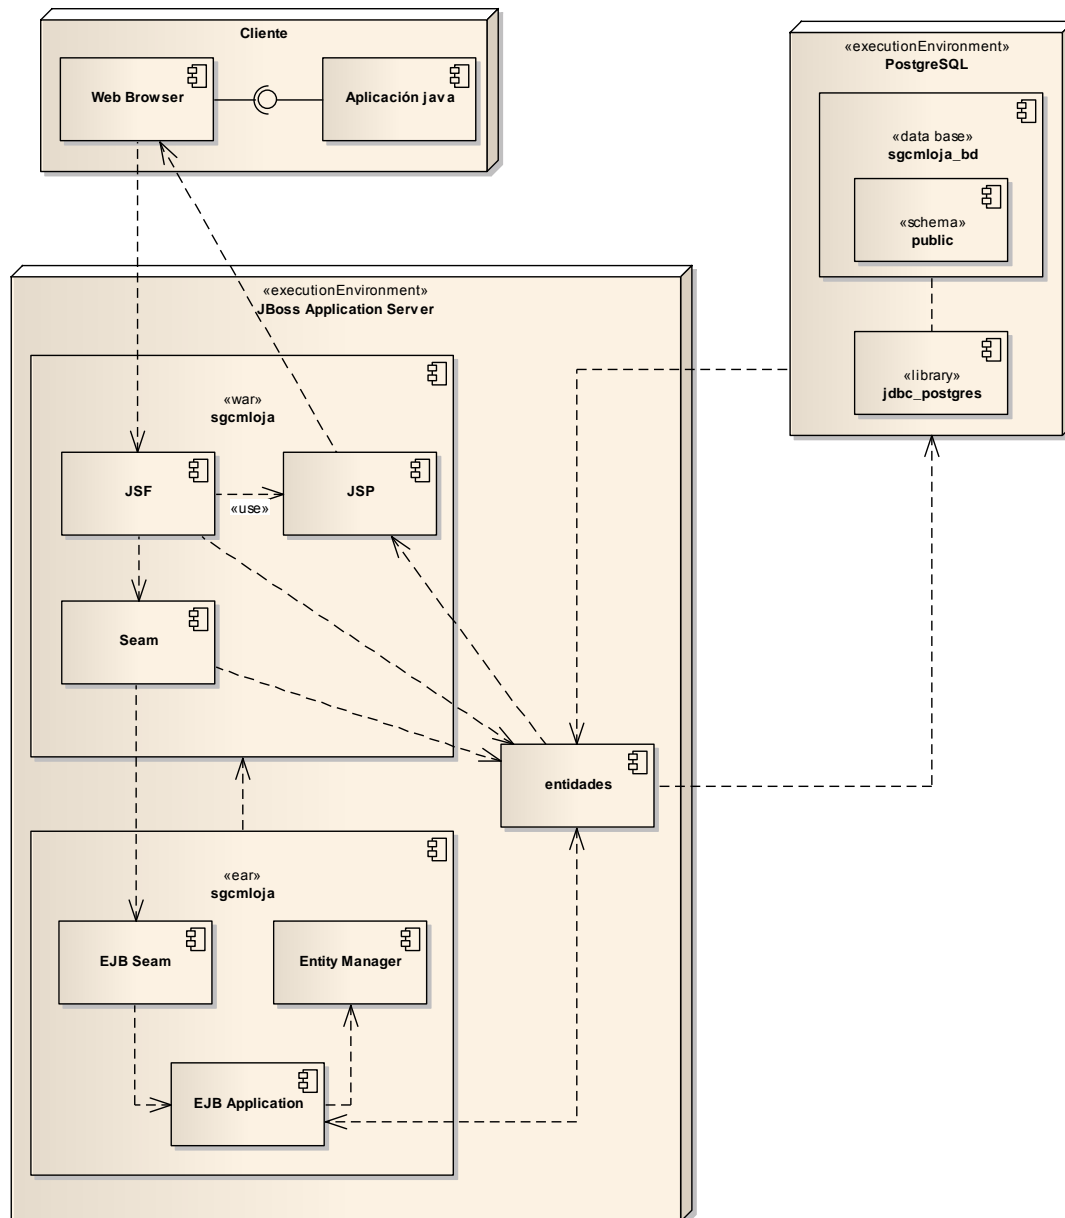 Cliente
Web Browser
Aplicación java
«executionEnvironment»
PostgreSQL
«data base»
sgcmloja_bd
«schema»
public
«library»
jdbc_postgres
«executionEnvironment»
JBoss Application Server
«war»
sgcmloja
JSF
«use»
JSP
Seam
entidades
«ear»
sgcmloja
EJB Seam
Entity Manager
EJB Application